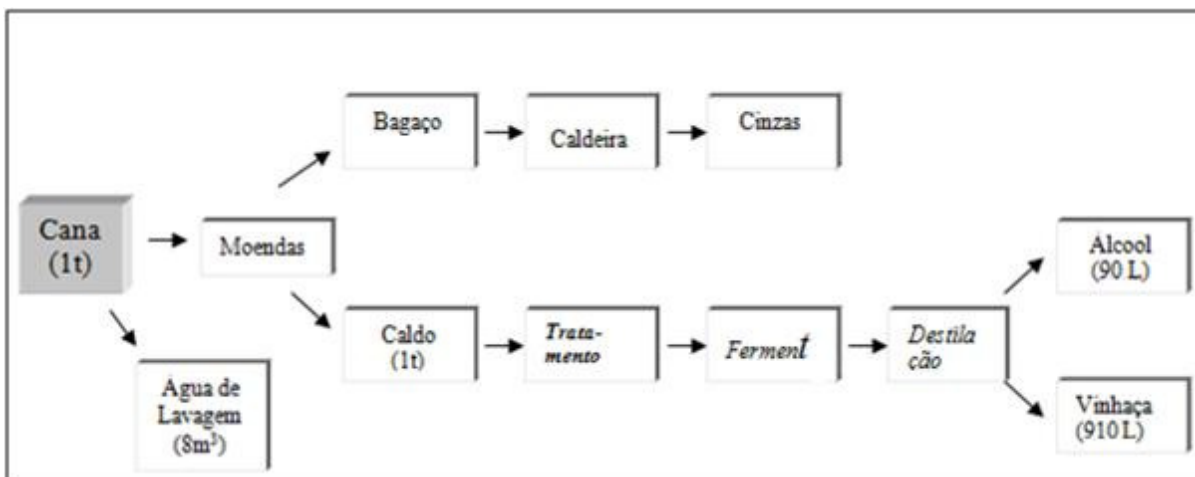 Bagaço
Caldeira
Cinzas
Cana
(1t)
Moendas
Álcool
(90 L)
Caldo
(1t)
Trata-
mento
Destila
ção
Água de
Lavagem
(8m³)
Vinhaça
(910 L)